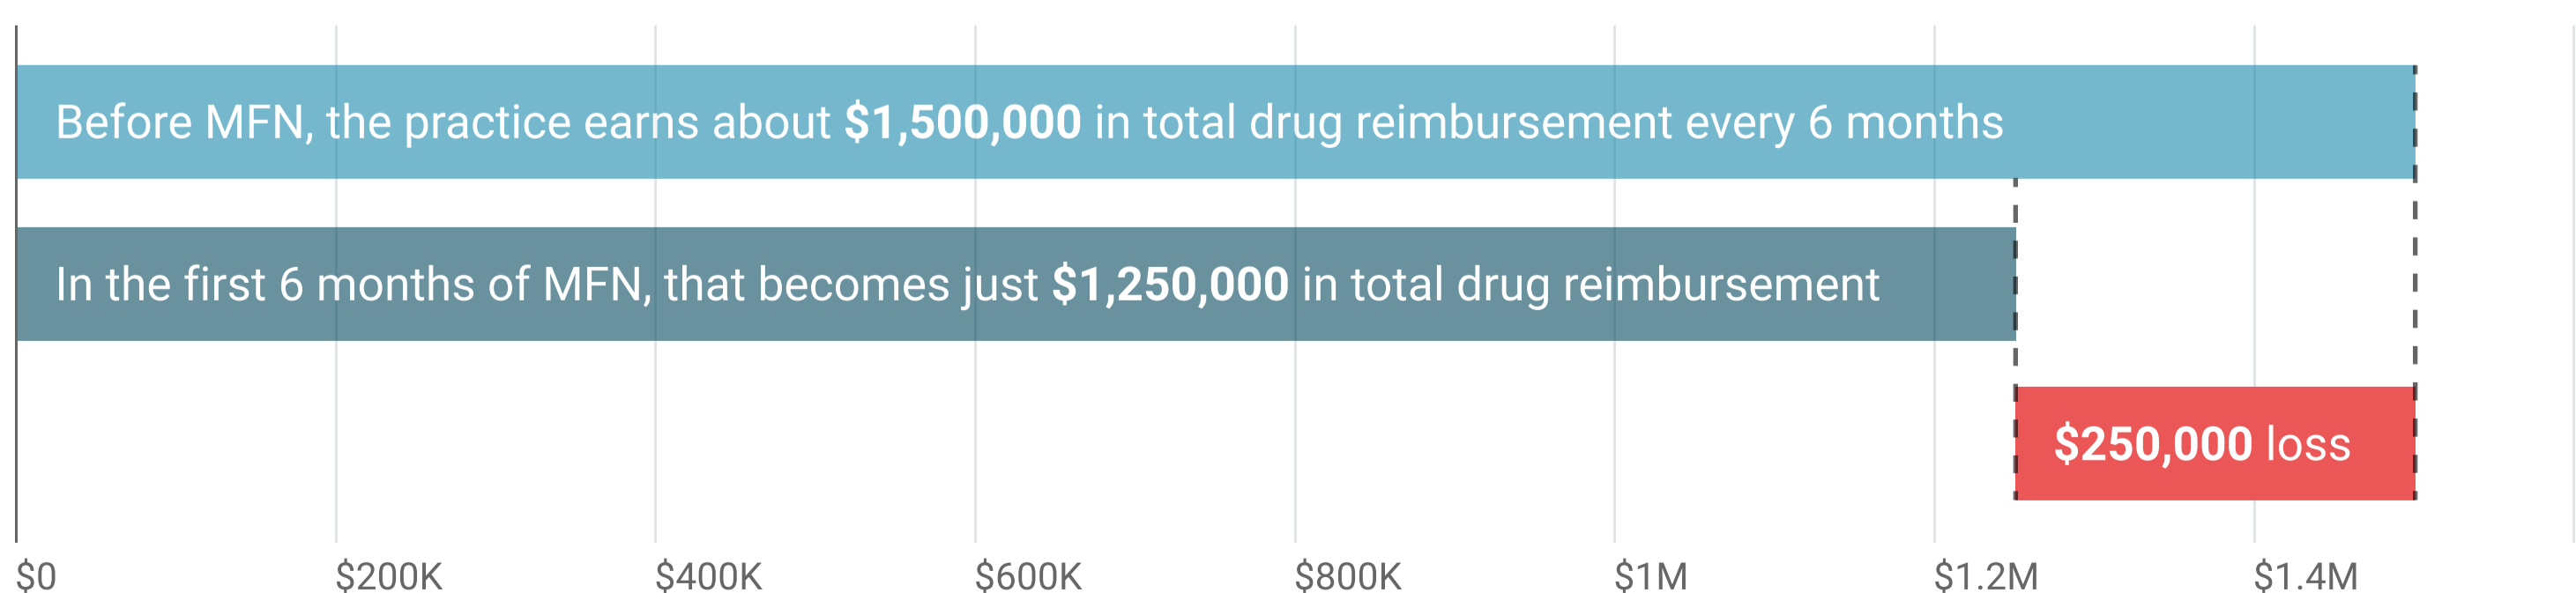 Before MFN, the practice earns about $1,500,000 in total drug reimbursement every 6 months
In the first 6 months of MFN, that becomes just $1,250,000 in total drug reimbursement
$250,000 loss
$0 $200K $400K $600K $800K $1M $1.2M $1.4M